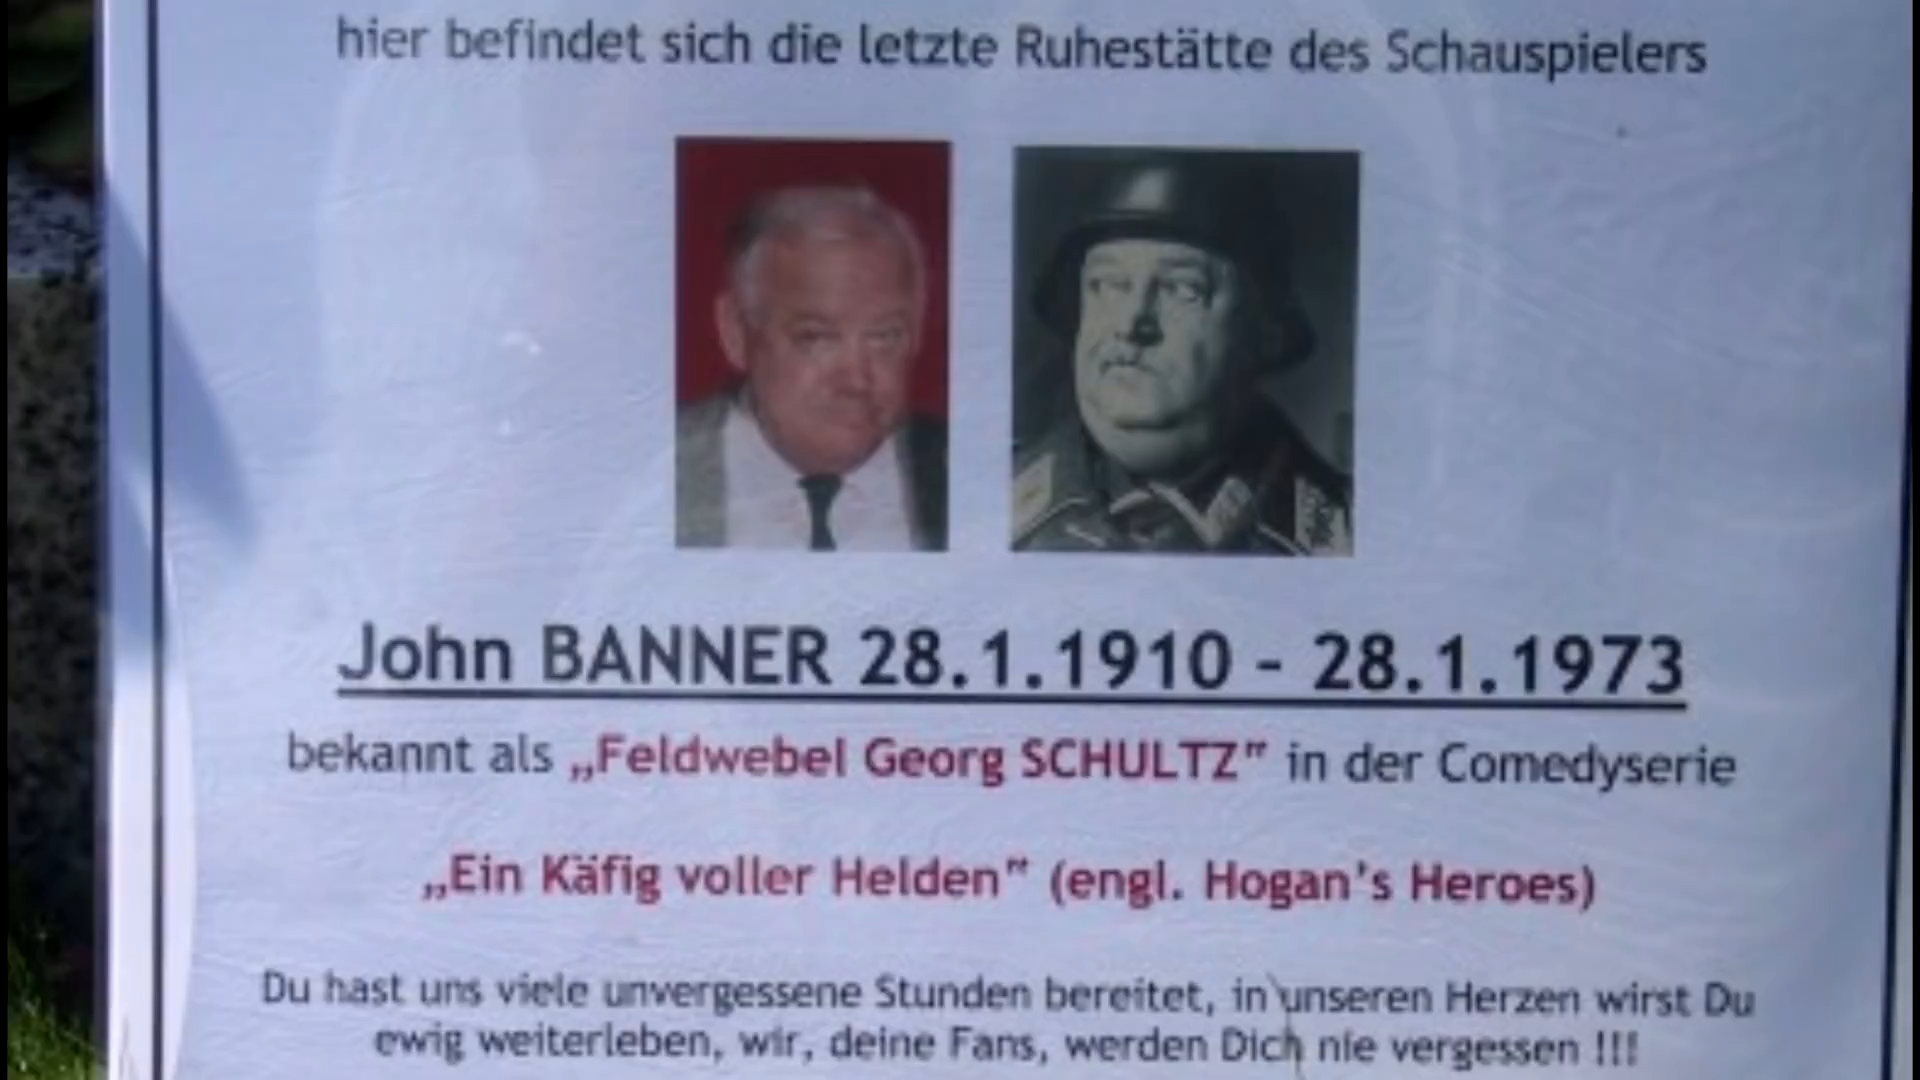 hier befindet sich die letzte Ruhestätte des Schauspielers
John BANNER 28.1.1910 - 28.1.1973
bekannt als „Feldwebel Georg SCHULTZ” in der Comedyserie
„Ein Käfig voller Helden” (engl. Hogan's Heroes)
Du hast uns viele unvergessene Stunden bereitet, in unseren Herzen wirst Du
ewig weiterleben, wir, deine Fans, werden Dich nie vergessen !!!